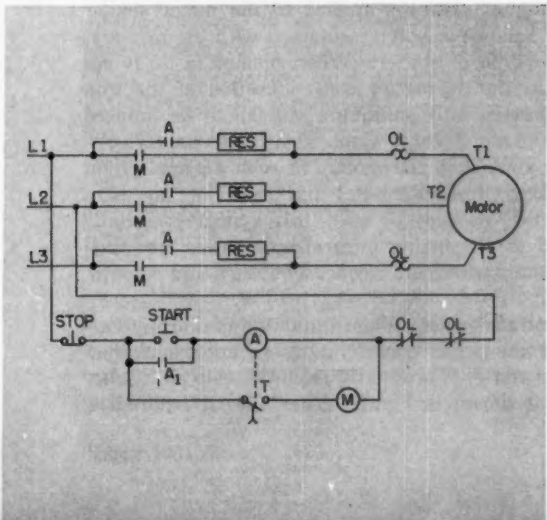 A
RES
OL
L1
T1
M
A
RES
L2
T2
Motor
M
A
RES
OL
L3
T3
M
STOP
START
OL
OL
A
A1
T
M